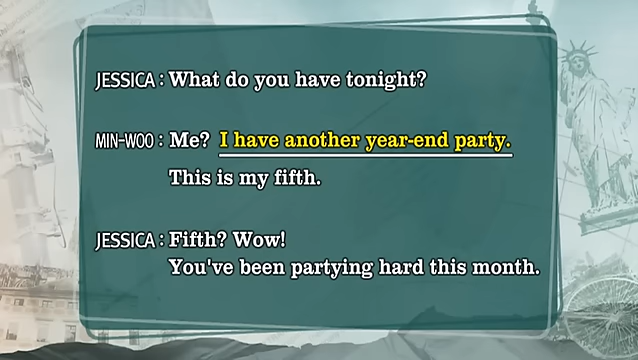 JESSICA : What do you have tonight?
MIN-WOO : Me? I have another year-end party.
This is my fifth.
JESSICA : Fifth? Wow!
You've been partying hard this month.